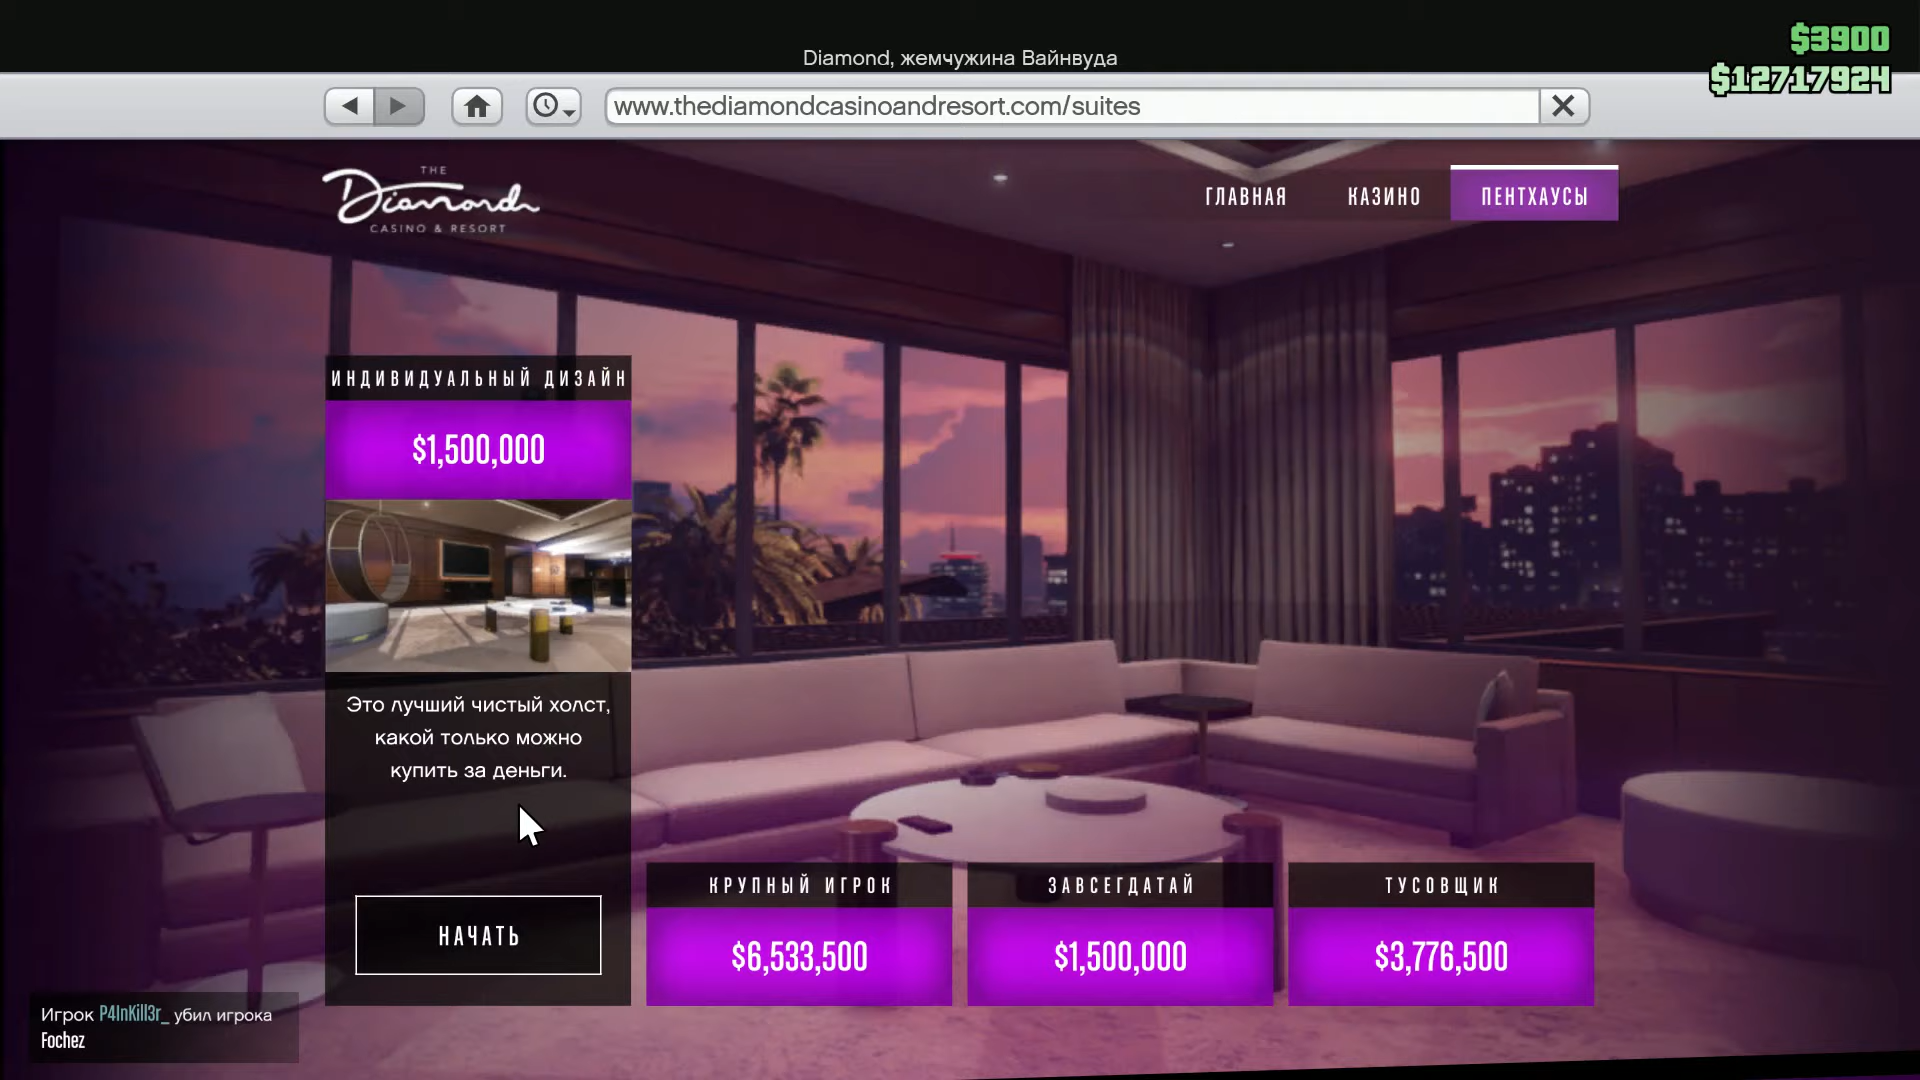 $3900
$12717924
Diamond, жемчужина Вайнвуда
www.thediamondcasinoandresort.com/suites
THE
Diamond
CASINO & RESORT
ГЛАВНАЯ
КАЗИНО
ПЕНТХАУСЫ
ИНДИВИДУАЛЬНЫЙ ДИЗАЙН
$1,500,000
Это лучший чистый холст,
какой только можно
купить за деньги.
НАЧАТЬ
КРУПНЫЙ ИГРОК
$6,533,500
ЗАВСЕГДАТАЙ
$1,500,000
ТУСОВЩИК
$3,776,500
Игрок P4InKill3r_ убил игрока
Fochez